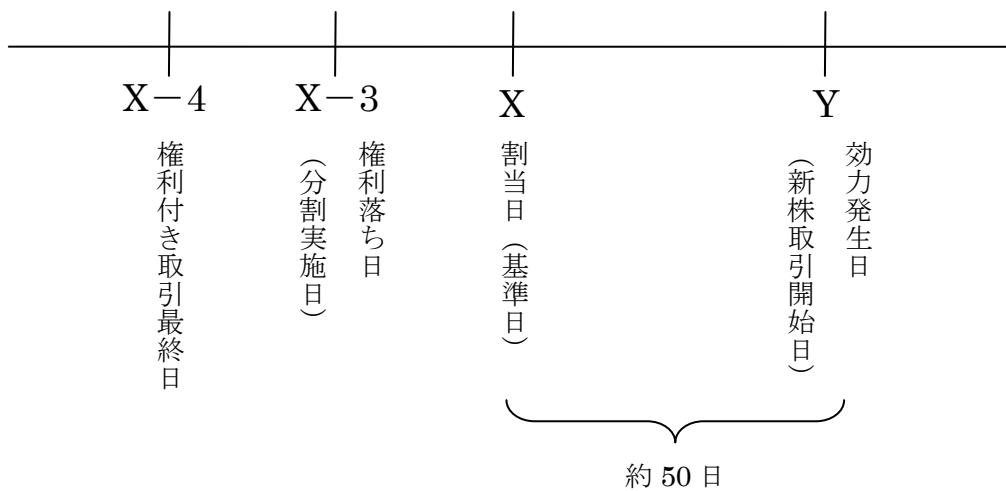 X－4
X－3
X
Y
権利付き取引最終日
権利落ち日
（分割実施日）
割当日（基準日）
効力発生日
（新株取引開始日）
約 50 日